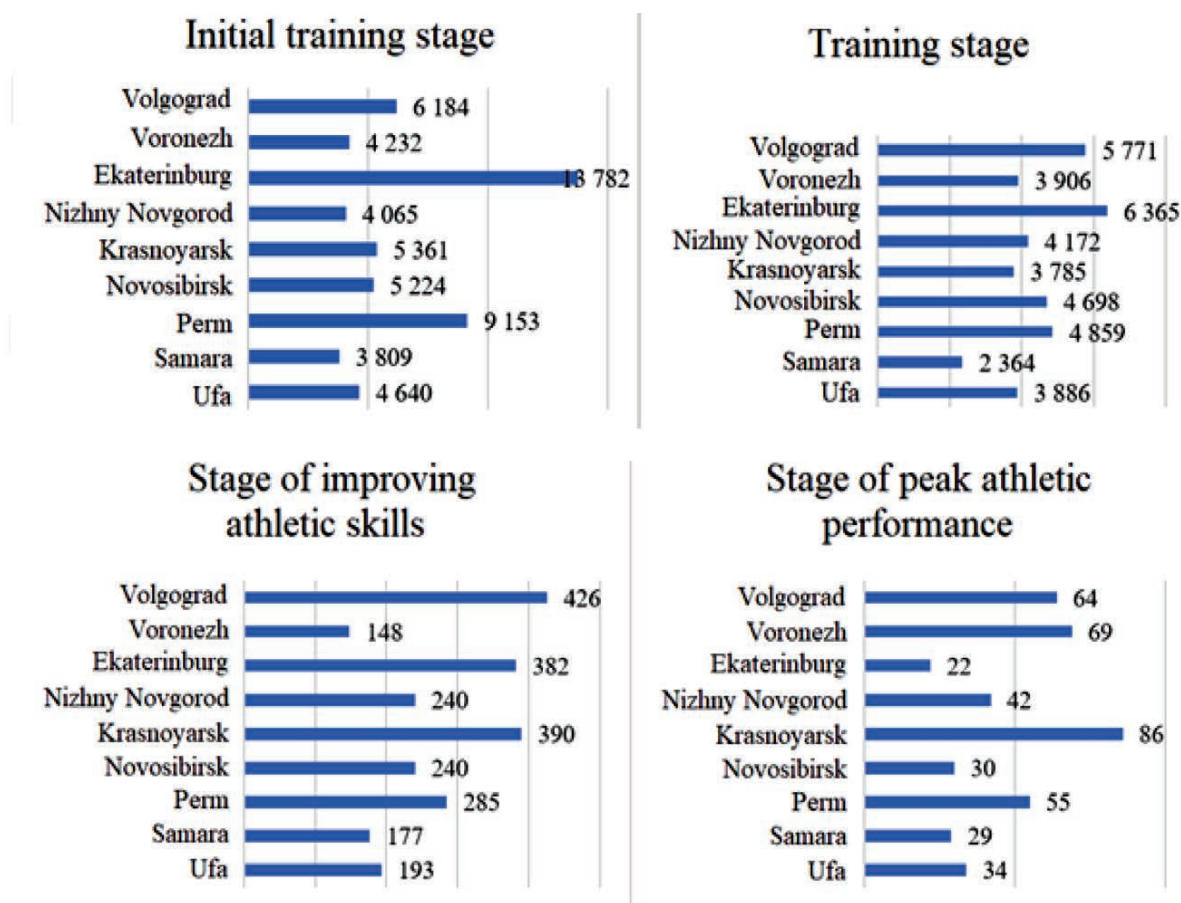 Initial training stage
Volgograd 6 184
Voronezh 4 232
Ekaterinburg 13 782
Nizhny Novgorod 4 065
Krasnoyarsk 5 361
Novosibirsk 5 224
Perm 9 153
Samara 3 809
Ufa 4 640
Training stage
Volgograd 5 771
Voronezh 3 906
Ekaterinburg 6 365
Nizhny Novgorod 4 172
Krasnoyarsk 3 785
Novosibirsk 4 698
Perm 4 859
Samara 2 364
Ufa 3 886
Stage of improving
athletic skills
Volgograd 426
Voronezh 148
Ekaterinburg 382
Nizhny Novgorod 240
Krasnoyarsk 390
Novosibirsk 240
Perm 285
Samara 177
Ufa 193
Stage of peak athletic
performance
Volgograd 64
Voronezh 69
Ekaterinburg 22
Nizhny Novgorod 42
Krasnoyarsk 86
Novosibirsk 30
Perm 55
Samara 29
Ufa 34